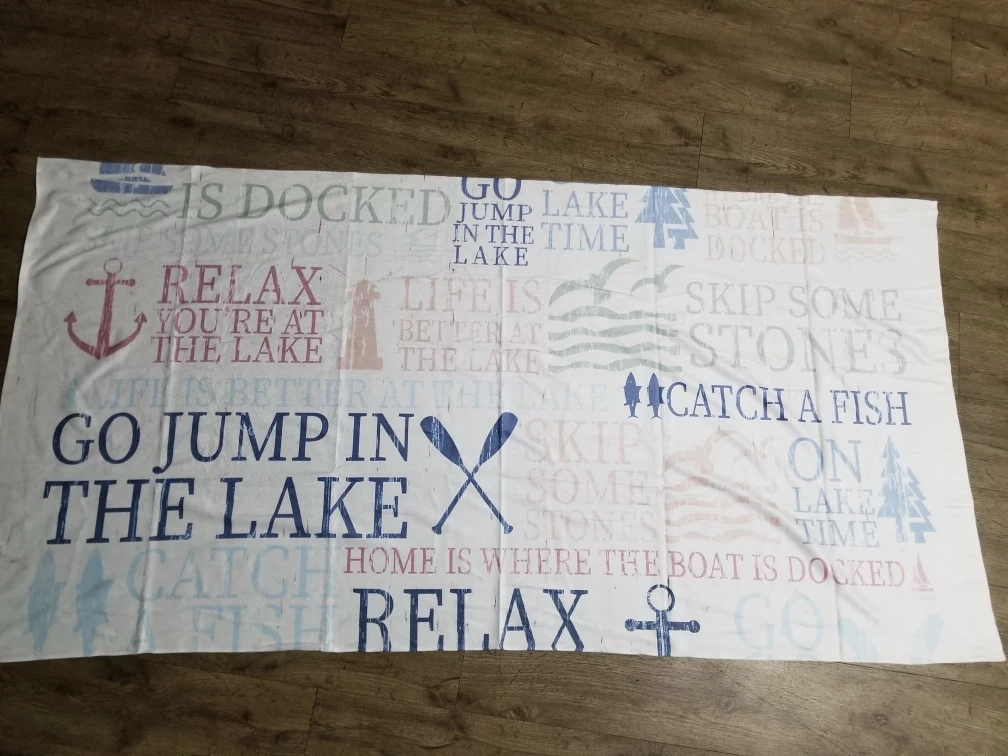 IS DOCKED
SKIP SOME STONES
GO
JUMP
IN THE
LAKE
LAKE
TIME
BOAT IS
DOCKED
RELAX
YOU'RE AT
THE LAKE
LIFE IS
BETTER AT
THE LAKE
SKIP SOME
STONES
LIFE IS BETTER AT THE LAKE
CATCH A FISH
GO JUMP IN
THE LAKE
SKIP
SOME
STONES
ON
LAKE
TIME
CATCH
FISH
HOME IS WHERE THE BOAT IS DOCKED
RELAX
GO